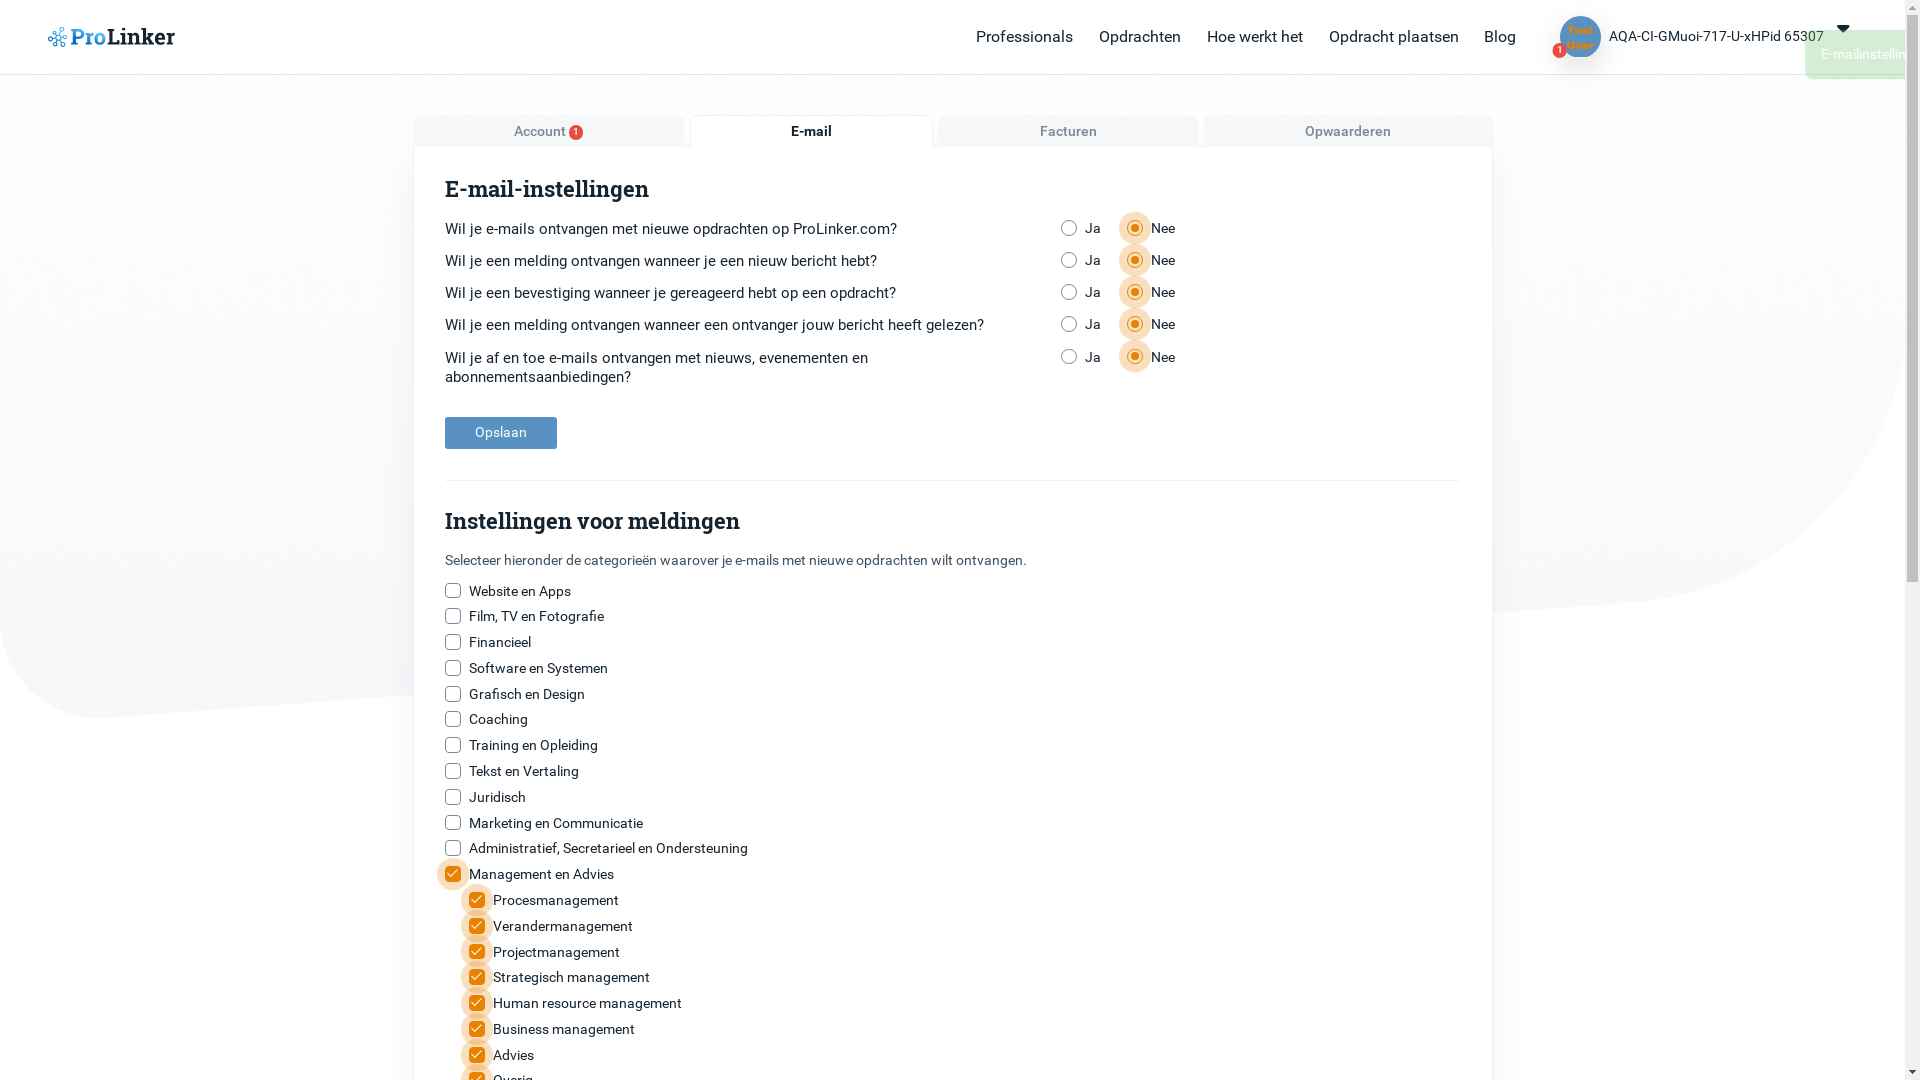 ProLinker
Professionals
Opdrachten
Hoe werkt het
Opdracht plaatsen
Blog
Test
User
1
AQA-CI-GMuoi-717-U-xHPid 65307
Account 1
E-mail
Facturen
Opwaarderen
E-mail-instellingen
Wil je e-mails ontvangen met nieuwe opdrachten op ProLinker.com?
Ja
Nee
Wil je een melding ontvangen wanneer je een nieuw bericht hebt?
Ja
Nee
Wil je een bevestiging wanneer je gereageerd hebt op een opdracht?
Ja
Nee
Wil je een melding ontvangen wanneer een ontvanger jouw bericht heeft gelezen?
Ja
Nee
Wil je af en toe e-mails ontvangen met nieuws, evenementen en
abonnementsaanbiedingen?
Ja
Nee
Opslaan
Instellingen voor meldingen
Selecteer hieronder de categorieën waarover je e-mails met nieuwe opdrachten wilt ontvangen.
Website en Apps
Film, TV en Fotografie
Financieel
Software en Systemen
Grafisch en Design
Coaching
Training en Opleiding
Tekst en Vertaling
Juridisch
Marketing en Communicatie
Administratief, Secretarieel en Ondersteuning
Management en Advies
Procesmanagement
Verandermanagement
Projectmanagement
Strategisch management
Human resource management
Business management
Advies
Overig